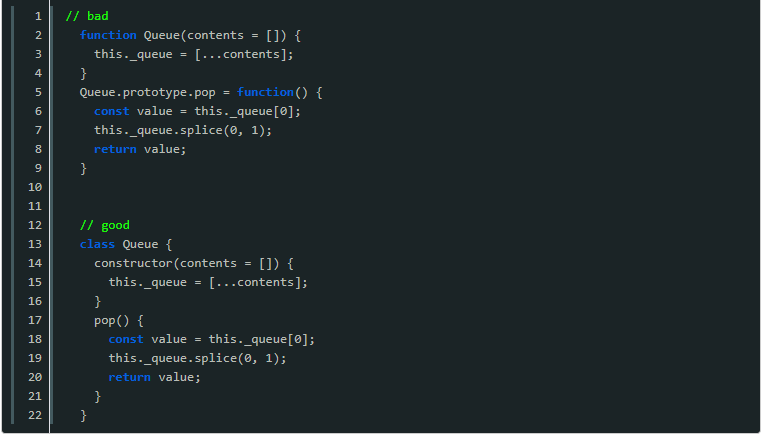 1 // bad
2 function Queue(contents = []) {
3 this._queue = [...contents];
4 }
5 Queue.prototype.pop = function() {
6 const value = this._queue[0];
7 this._queue.splice(0, 1);
8 return value;
9 }
10
11
12 // good
13 class Queue {
14 constructor(contents = []) {
15 this._queue = [...contents];
16 }
17 pop() {
18 const value = this._queue[0];
19 this._queue.splice(0, 1);
20 return value;
21 }
22 }